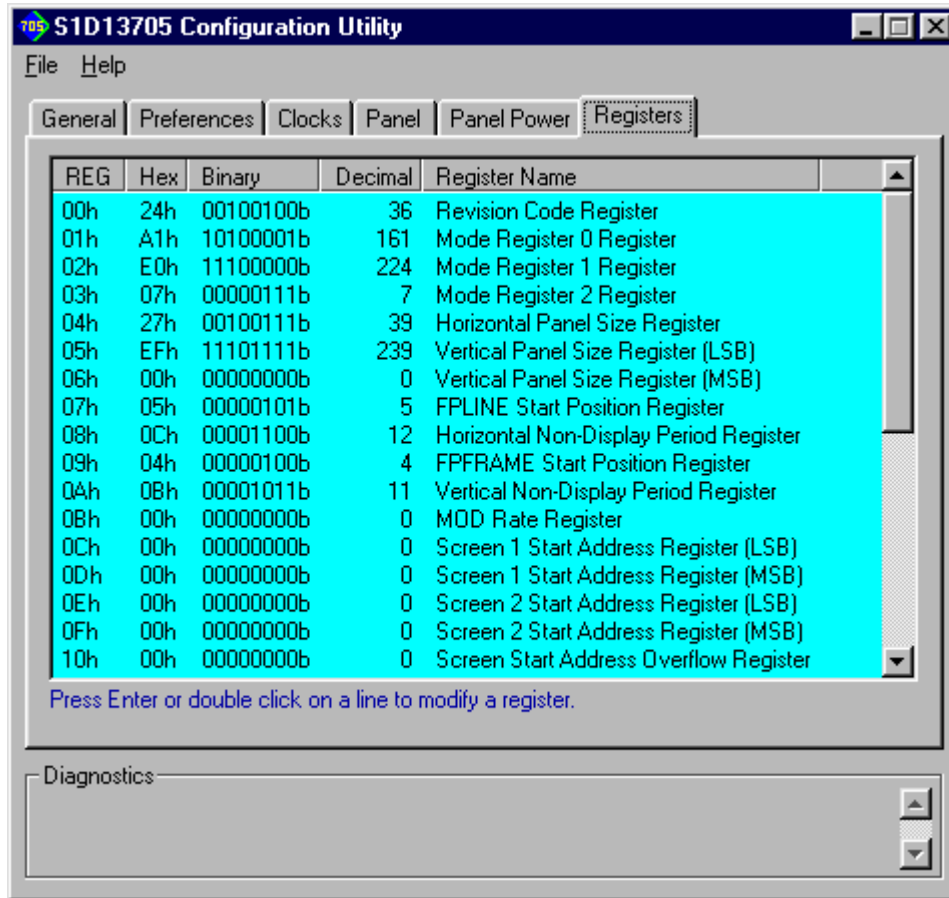 705 S1D13705 Configuration Utility
File Help
General Preferences Clocks Panel Panel Power Registers
REG Hex Binary Decimal Register Name
00h 24h 00100100b 36 Revision Code Register
01h A1h 10100001b 161 Mode Register 0 Register
02h E0h 11100000b 224 Mode Register 1 Register
03h 07h 00000111b 7 Mode Register 2 Register
04h 27h 00100111b 39 Horizontal Panel Size Register
05h EFh 11101111b 239 Vertical Panel Size Register (LSB)
06h 00h 00000000b 0 Vertical Panel Size Register (MSB)
07h 05h 00000101b 5 FPLINE Start Position Register
08h 0Ch 00001100b 12 Horizontal Non-Display Period Register
09h 04h 00000100b 4 FPFRAME Start Position Register
0Ah 0Bh 00001011b 11 Vertical Non-Display Period Register
0Bh 00h 00000000b 0 MOD Rate Register
0Ch 00h 00000000b 0 Screen 1 Start Address Register (LSB)
0Dh 00h 00000000b 0 Screen 1 Start Address Register (MSB)
0Eh 00h 00000000b 0 Screen 2 Start Address Register (LSB)
0Fh 00h 00000000b 0 Screen 2 Start Address Register (MSB)
10h 00h 00000000b 0 Screen Start Address Overflow Register
Press Enter or double click on a line to modify a register.
Diagnostics